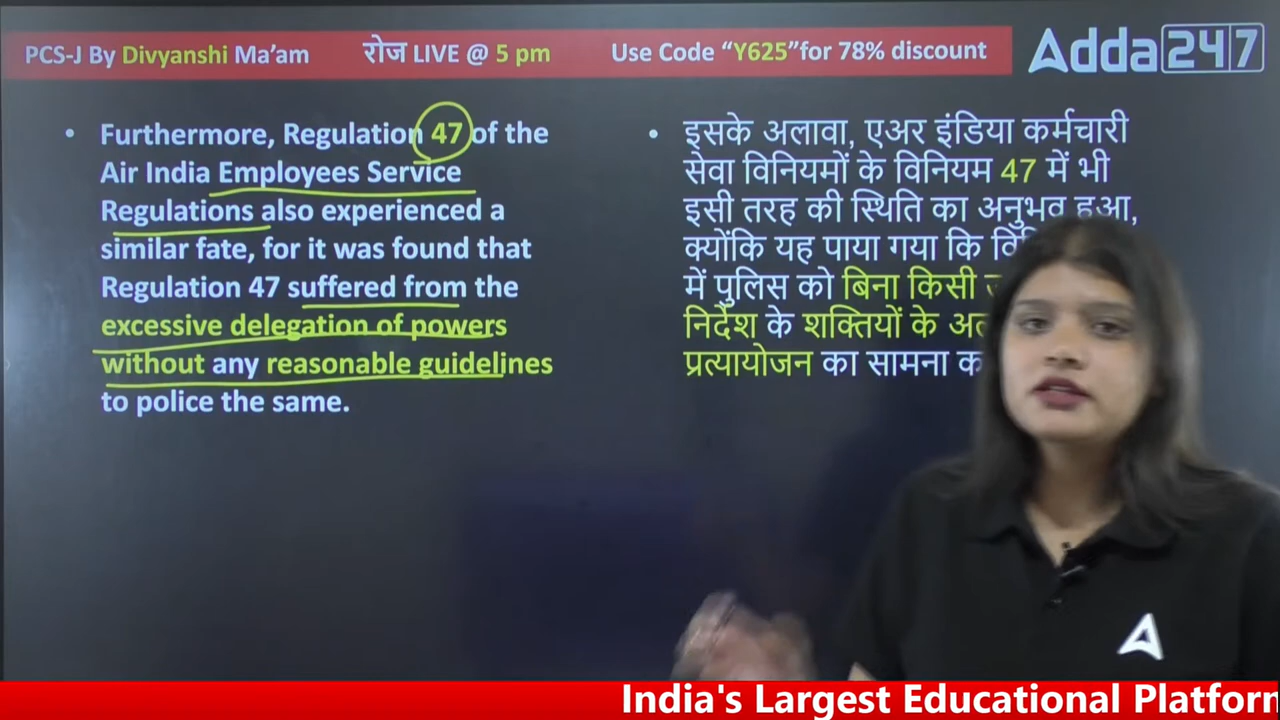 PCS-J By Divyanshi Ma’am रोज LIVE @ 5 pm Use Code “Y625”for 78% discount
Adda247
• Furthermore, Regulation 47 of the
Air India Employees Service
Regulations also experienced a
similar fate, for it was found that
Regulation 47 suffered from the
excessive delegation of powers
without any reasonable guidelines
to police the same.
• इसके अलावा, एअर इंडिया कर्मचारी
सेवा विनियमों के विनियम 47 में भी
इसी तरह की स्थिति का अनुभव हुआ,
क्योंकि यह पाया गया कि
में पुलिस को बिना किसी
निर्देश के शक्तियों के
प्रत्यायोजन का सामना
India's Largest Educational Platform